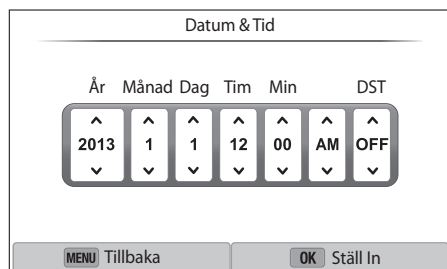 Datum & Tid
År Månad Dag Tim Min DST
2013 1 1 12 00 AM OFF
MENU Tillbaka OK Ställ In